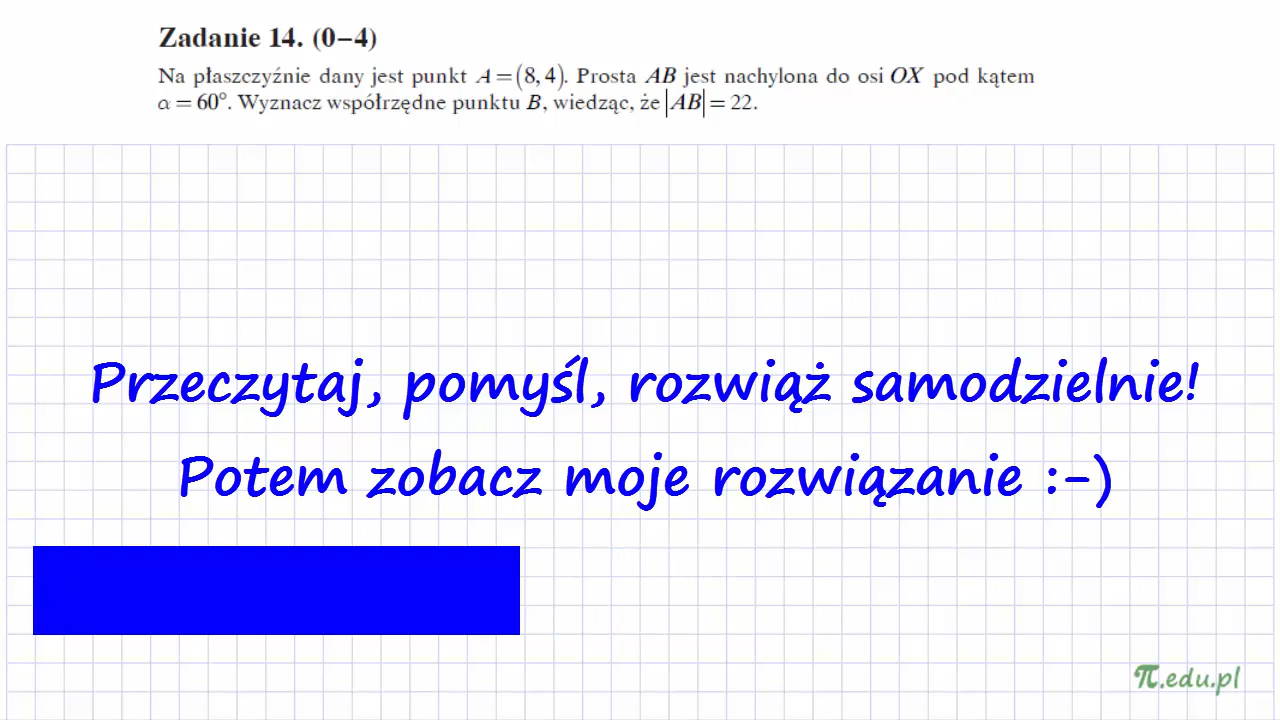 Zadanie 14. (0–4)
Na płaszczyźnie dany jest punkt A = (8, 4). Prosta AB jest nachylona do osi OX pod kątem
α = 60°. Wyznacz współrzędne punktu B, wiedząc, że |AB| = 22.
Przeczytaj, pomyśl, rozwiąż samodzielnie!
Potem zobacz moje rozwiązanie :-)
π.edu.pl